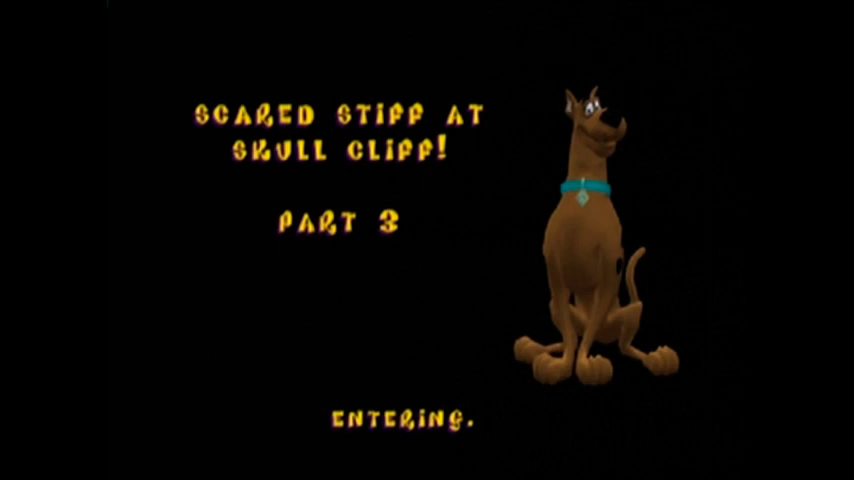 SCARED STIFF AT
SKULL CLIFF!
PART 3
ENTERING.